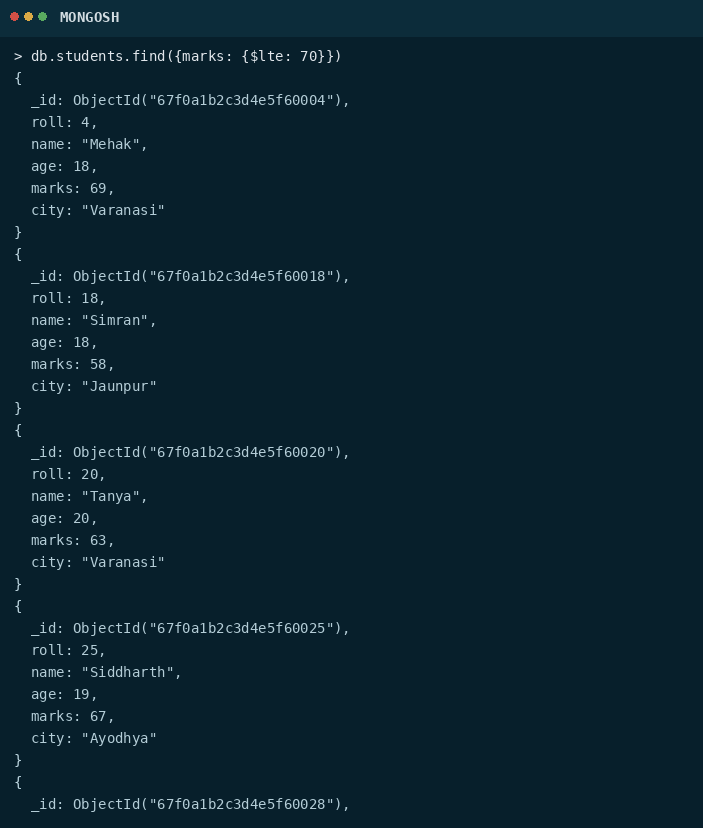 MONGOSH
> db.students.find({marks: {$lte: 70}})
{
  _id: ObjectId("67f0a1b2c3d4e5f60004"),
  roll: 4,
  name: "Mehak",
  age: 18,
  marks: 69,
  city: "Varanasi"
}
{
  _id: ObjectId("67f0a1b2c3d4e5f60018"),
  roll: 18,
  name: "Simran",
  age: 18,
  marks: 58,
  city: "Jaunpur"
}
{
  _id: ObjectId("67f0a1b2c3d4e5f60020"),
  roll: 20,
  name: "Tanya",
  age: 20,
  marks: 63,
  city: "Varanasi"
}
{
  _id: ObjectId("67f0a1b2c3d4e5f60025"),
  roll: 25,
  name: "Siddharth",
  age: 19,
  marks: 67,
  city: "Ayodhya"
}
{
  _id: ObjectId("67f0a1b2c3d4e5f60028"),